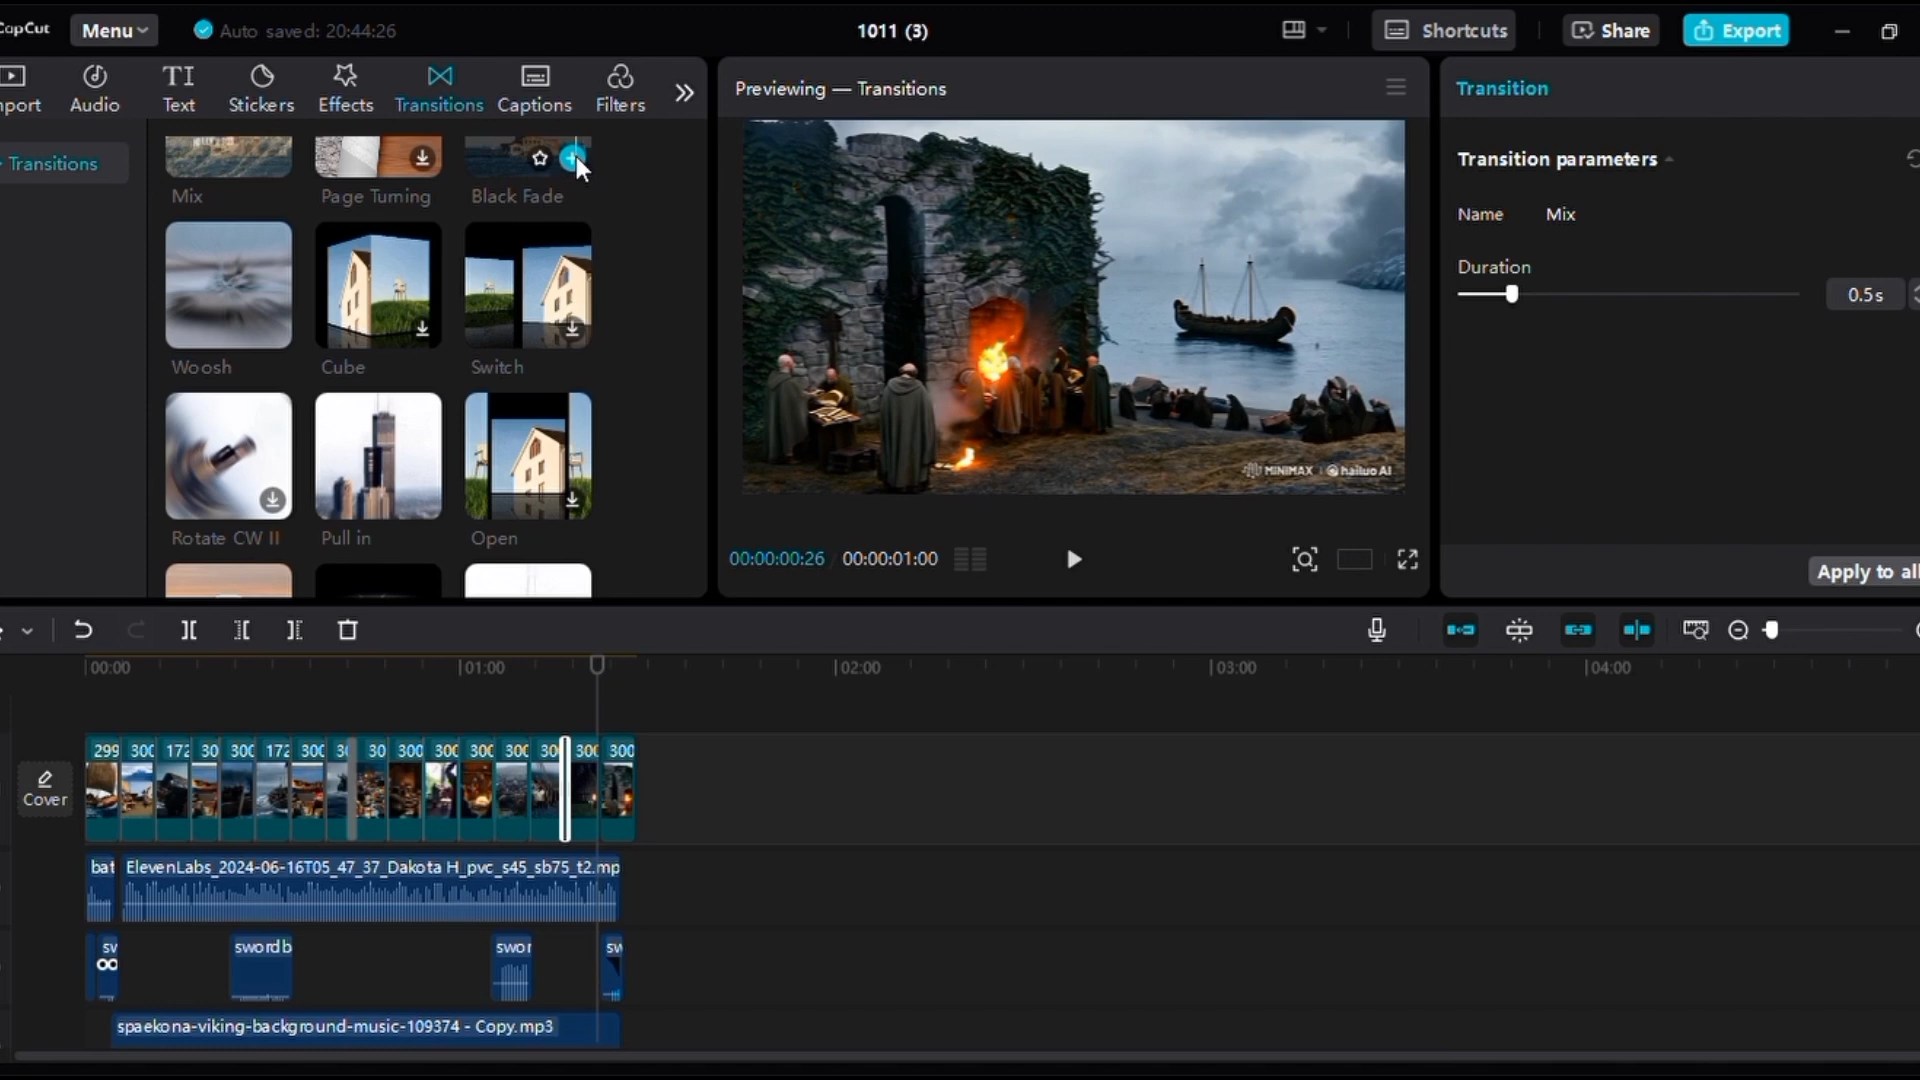 CapCut
Menu
Auto saved: 20:44:26
1011 (3)
Shortcuts
Share
Export
Audio
Text
Stickers
Effects
Transitions
Captions
Filters
Previewing — Transitions
Transition
Transitions
Mix
Page Turning
Black Fade
Transition parameters
Name Mix
Duration
0.5s
Woosh
Cube
Switch
Rotate CW II
Pull in
Open
MINIMAX | hailuo AI
00:00:00:26 / 00:00:01:00
Apply to all
00:00
01:00
02:00
03:00
04:00
299 300 172 30 300 172 300 30 30 300 300 300 300 300 300 300
Cover
bat
ElevenLabs_2024-06-16T05_47_37_Dakota H_pvc_s45_sb75_t2.mp
sw
swordb
swor
sw
spaekona-viking-background-music-109374 - Copy.mp3